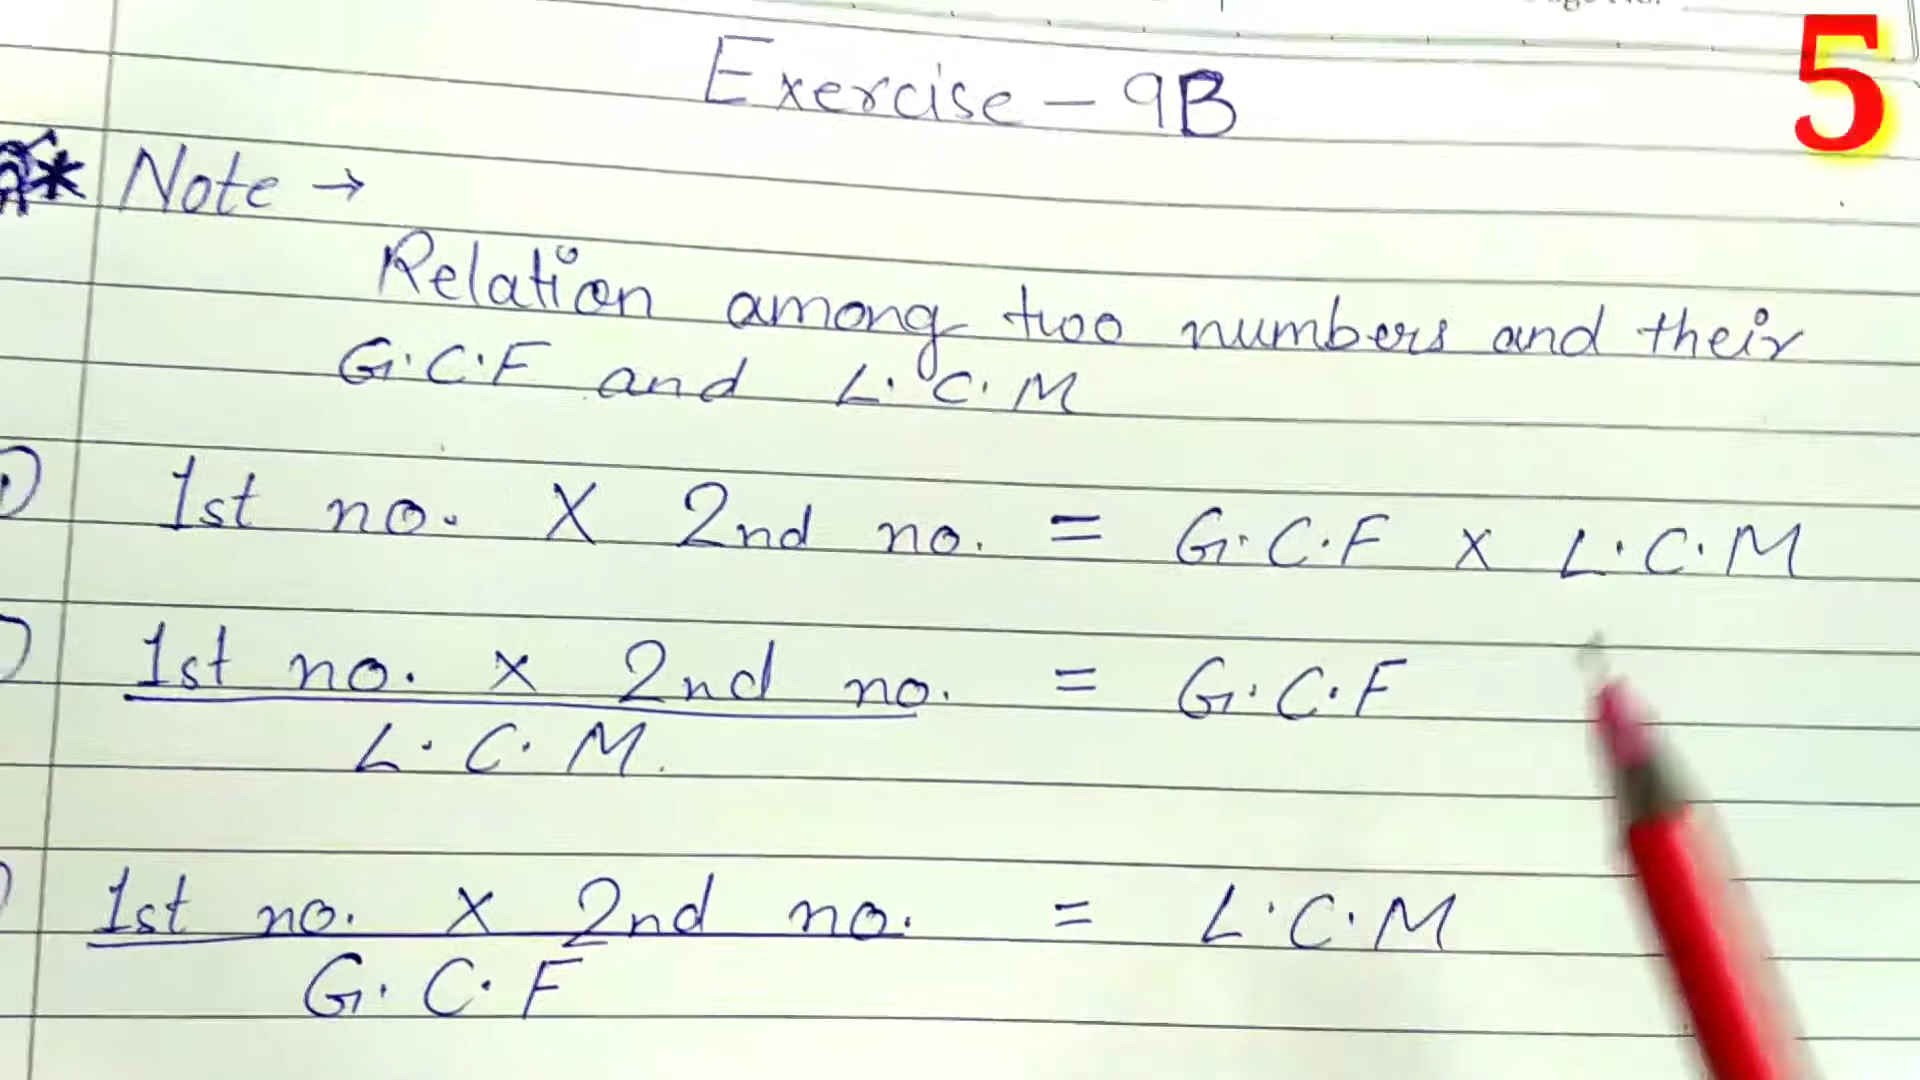 5
Exercise - 9B
* Note →
Relation among two numbers and their
G.C.F and L.C.M
1st no. X 2nd no. = G.C.F x L.C.M
1st no. x 2nd no. = G.C.F
L.C.M.
1st no. x 2nd no. = L.C.M
G.C.F